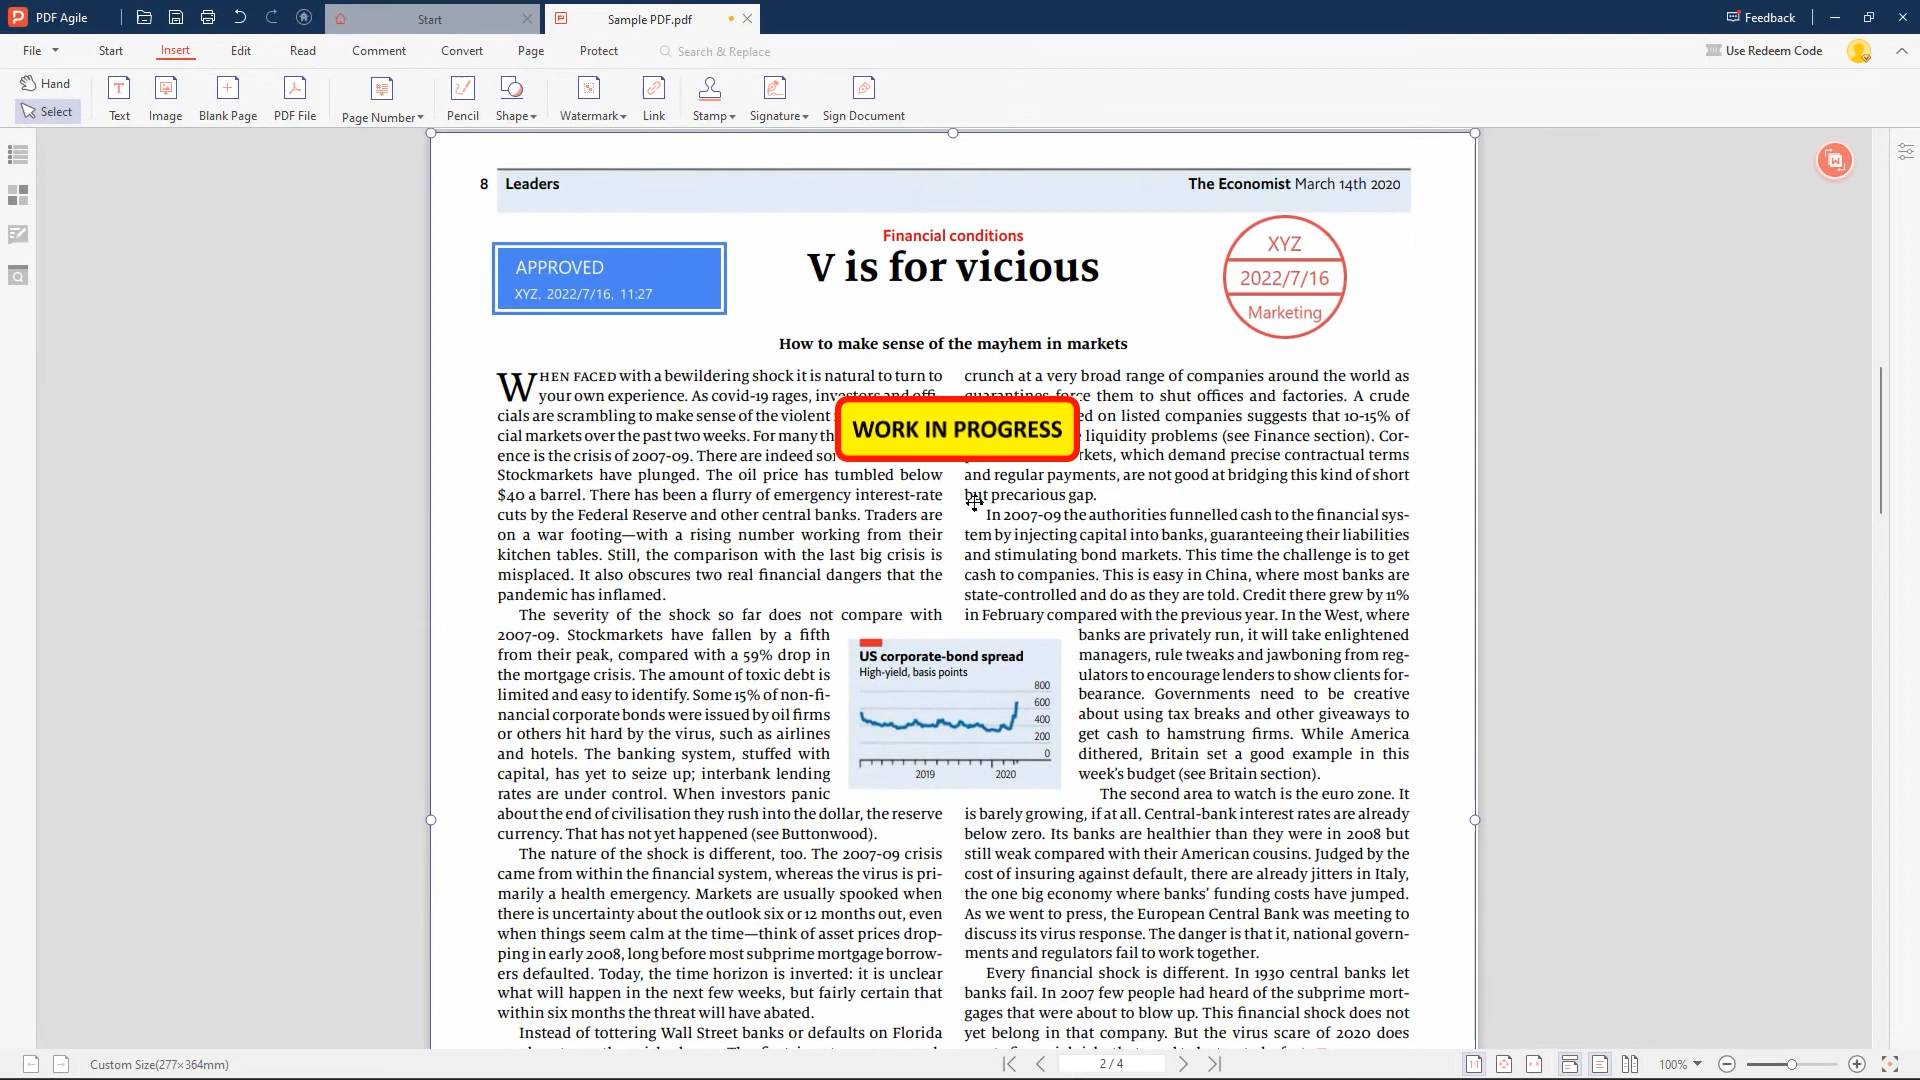 PDF Agile
Start
Sample PDF.pdf
Feedback
File
Start
Insert
Edit
Read
Comment
Convert
Page
Protect
Search & Replace
Use Redeem Code
Hand
Select
Text
Image
Blank Page
PDF File
Page Number
Pencil
Shape
Watermark
Link
Stamp
Signature
Sign Document
8 Leaders
The Economist March 14th 2020
Financial conditions
V is for vicious
APPROVED
XYZ, 2022/7/16, 11:27
XYZ
2022/7/16
Marketing
How to make sense of the mayhem in markets
WORK IN PROGRESS
WHEN FACED with a bewildering shock it is natural to turn to
your own experience. As covid-19 rages, investors and offi-
cials are scrambling to make sense of the violent
cial markets over the past two weeks. For many th
ence is the crisis of 2007-09. There are indeed so
Stockmarkets have plunged. The oil price has tumbled below
$40 a barrel. There has been a flurry of emergency interest-rate
cuts by the Federal Reserve and other central banks. Traders are
on a war footing—with a rising number working from their
kitchen tables. Still, the comparison with the last big crisis is
misplaced. It also obscures two real financial dangers that the
pandemic has inflamed.
The severity of the shock so far does not compare with
2007-09. Stockmarkets have fallen by a fifth
from their peak, compared with a 59% drop in
the mortgage crisis. The amount of toxic debt is
limited and easy to identify. Some 15% of non-fi-
nancial corporate bonds were issued by oil firms
or others hit hard by the virus, such as airlines
and hotels. The banking system, stuffed with
capital, has yet to seize up; interbank lending
rates are under control. When investors panic
about the end of civilisation they rush into the dollar, the reserve
currency. That has not yet happened (see Buttonwood).
The nature of the shock is different, too. The 2007-09 crisis
came from within the financial system, whereas the virus is pri-
marily a health emergency. Markets are usually spooked when
there is uncertainty about the outlook six or 12 months out, even
when things seem calm at the time—think of asset prices drop-
ping in early 2008, long before most subprime mortgage borrow-
ers defaulted. Today, the time horizon is inverted: it is unclear
what will happen in the next few weeks, but fairly certain that
within six months the threat will have abated.
Instead of tottering Wall Street banks or defaults on Florida
US corporate-bond spread
High-yield, basis points
800
600
400
200
0
2019
2020
crunch at a very broad range of companies around the world as
quarantines force them to shut offices and factories. A crude
ed on listed companies suggests that 10-15% of
liquidity problems (see Finance section). Cor-
kets, which demand precise contractual terms
and regular payments, are not good at bridging this kind of short
but precarious gap.
In 2007-09 the authorities funnelled cash to the financial sys-
tem by injecting capital into banks, guaranteeing their liabilities
and stimulating bond markets. This time the challenge is to get
cash to companies. This is easy in China, where most banks are
state-controlled and do as they are told. Credit there grew by 11%
in February compared with the previous year. In the West, where
banks are privately run, it will take enlightened
managers, rule tweaks and jawboning from reg-
ulators to encourage lenders to show clients for-
bearance. Governments need to be creative
about using tax breaks and other giveaways to
get cash to hamstrung firms. While America
dithered, Britain set a good example in this
week's budget (see Britain section).
The second area to watch is the euro zone. It
is barely growing, if at all. Central-bank interest rates are already
below zero. Its banks are healthier than they were in 2008 but
still weak compared with their American cousins. Judged by the
cost of insuring against default, there are already jitters in Italy,
the one big economy where banks' funding costs have jumped.
As we went to press, the European Central Bank was meeting to
discuss its virus response. The danger is that it, national govern-
ments and regulators fail to work together.
Every financial shock is different. In 1930 central banks let
banks fail. In 2007 few people had heard of the subprime mort-
gages that were about to blow up. This financial shock does not
yet belong in that company. But the virus scare of 2020 does
Custom Size(277×364mm)
2 / 4
100%